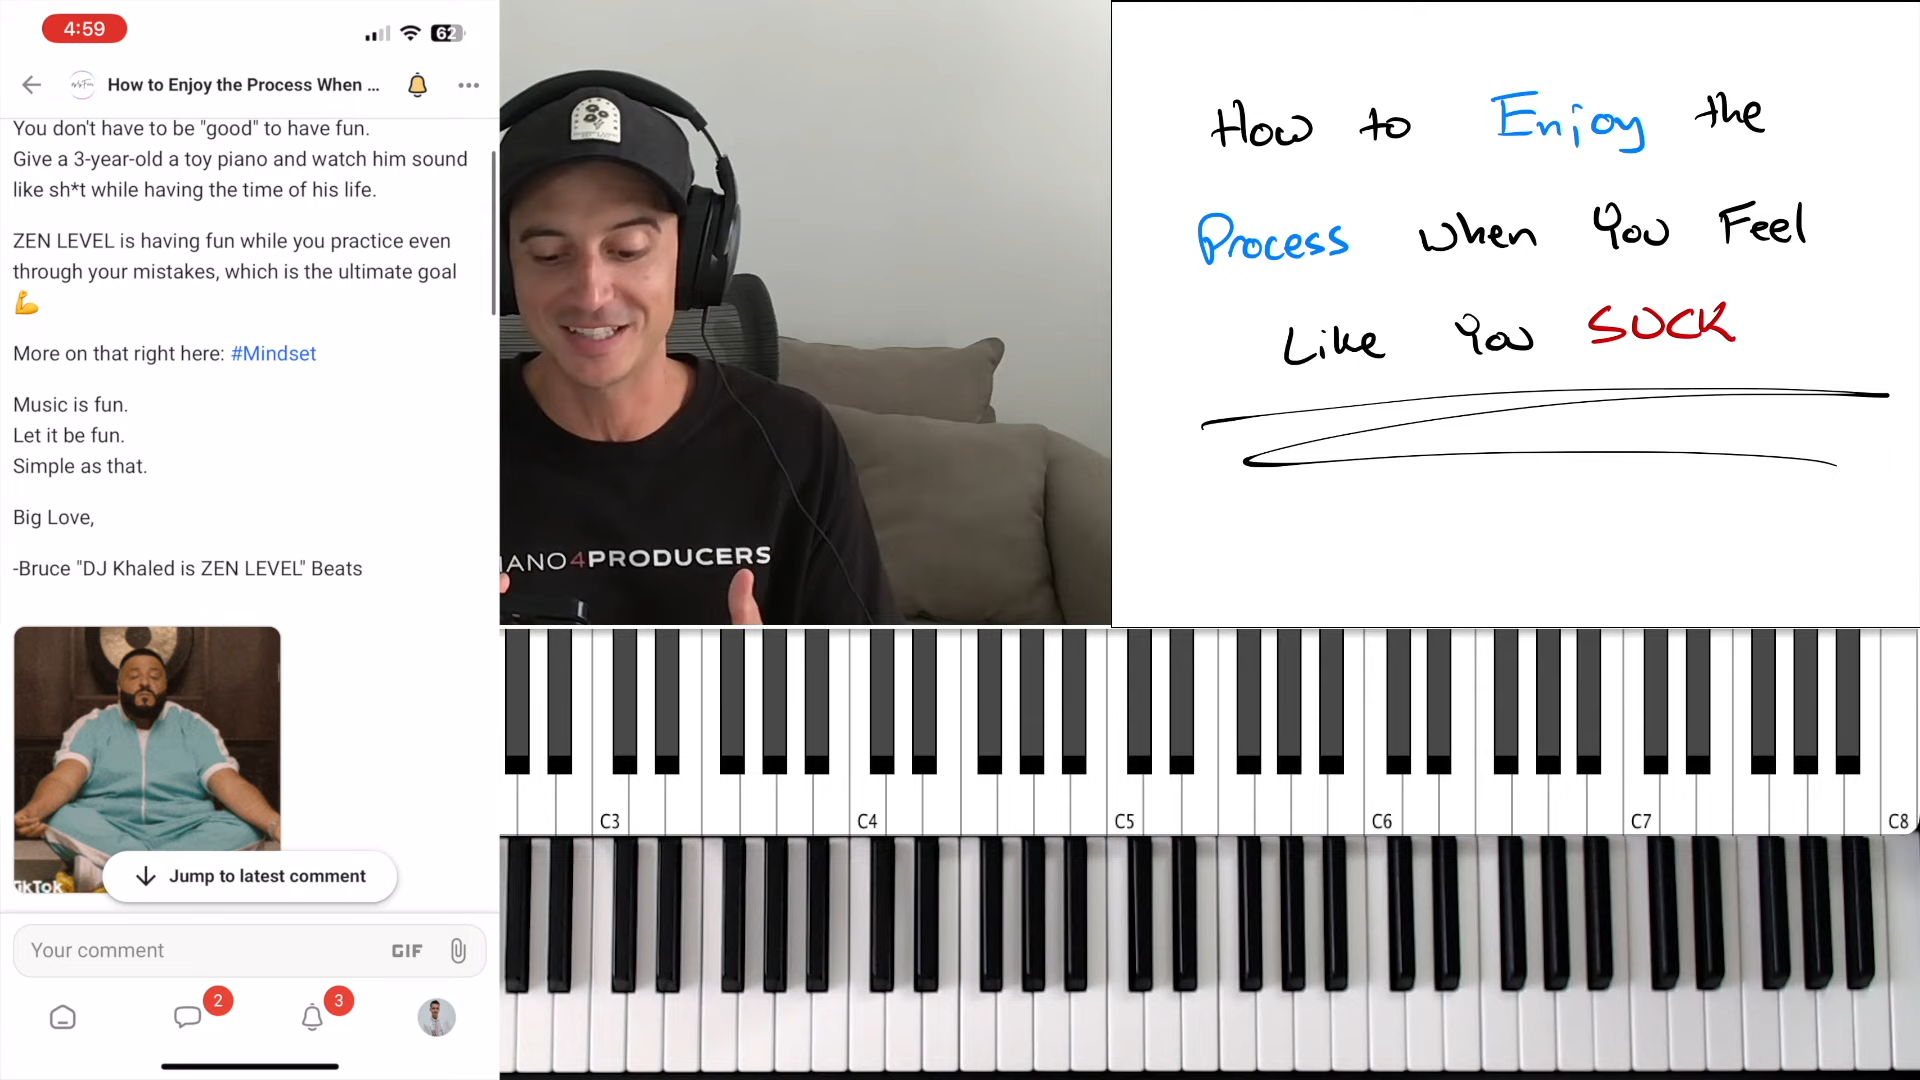 4:59
62
How to Enjoy the Process When ...
You don't have to be "good" to have fun.
Give a 3-year-old a toy piano and watch him sound
like sh*t while having the time of his life.
ZEN LEVEL is having fun while you practice even
through your mistakes, which is the ultimate goal
💪
More on that right here: #Mindset
Music is fun.
Let it be fun.
Simple as that.
Big Love,
-Bruce "DJ Khaled is ZEN LEVEL" Beats
TikTok
Jump to latest comment
Your comment
GIF
2
3
IANO4PRODUCERS
How to Enjoy the
Process When You Feel
Like You SUCK
C3
C4
C5
C6
C7
C8